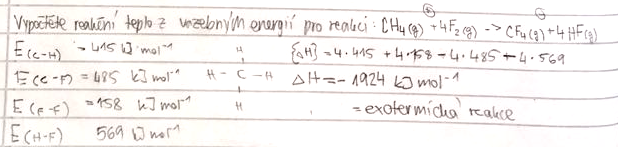 ⊕ ⊖
Vypočtěte reakční teplo z vazebných energií pro reakci: CH₄(g) + 4F₂(g) -> CF₄(g) + 4HF(g)
E(C-H) = 415 kJ·mol⁻¹ H {ΔH} = 4·415 + 4·158 - 4·485 - 4·569
E(C-F) = 485 kJ mol⁻¹ H - C - H ΔH = - 1924 kJ mol⁻¹
E(F-F) = 158 kJ mol⁻¹ H = exotermická reakce
E(H-F) 569 kJ mol⁻¹